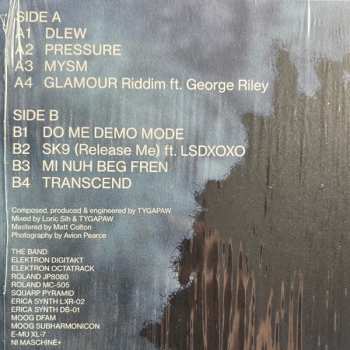 SIDE A
A1 DLEW
A2 PRESSURE
A3 MYSM
A4 GLAMOUR Riddim ft. George Riley
SIDE B
B1 DO ME DEMO MODE
B2 SK9 (Release Me) ft. LSDXOXO
B3 MI NUH BEG FREN
B4 TRANSCEND
Composed, produced & engineered by TYGAPAW
Mixed by Loric Sih & TYGAPAW
Mastered by Matt Colton
Photography by Avion Pearce
THE BAND:
ELEKTRON DIGITAKT
ELEKTRON OCTATRACK
ROLAND JP8080
ROLAND MC-505
SQUARP PYRAMID
ERICA SYNTH LXR-02
ERICA SYNTH DB-01
MOOG DFAM
MOOG SUBHARMONICON
E-MU XL-7
NI MASCHINE+